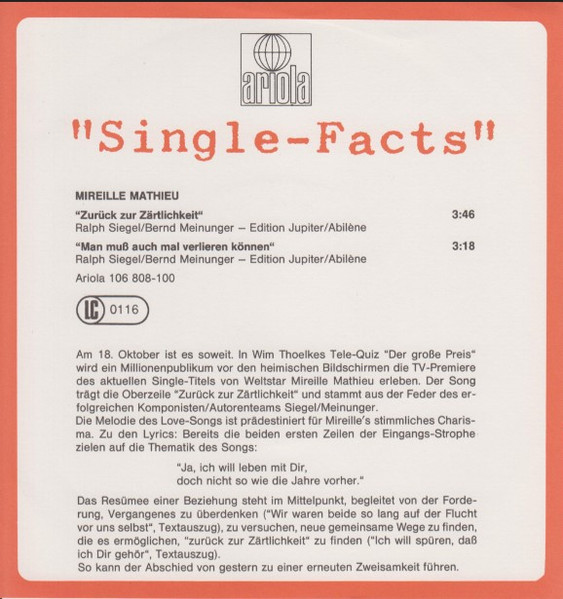 ariola
"Single-Facts"
MIREILLE MATHIEU
"Zurück zur Zärtlichkeit" 3:46
Ralph Siegel/Bernd Meinunger – Edition Jupiter/Abilène
"Man muß auch mal verlieren können" 3:18
Ralph Siegel/Bernd Meinunger – Edition Jupiter/Abilène
Ariola 106 808-100
LC 0116
Am 18. Oktober ist es soweit. In Wim Thoelkes Tele-Quiz "Der große Preis"
wird ein Millionenpublikum vor den heimischen Bildschirmen die TV-Premiere
des aktuellen Single-Titels von Weltstar Mireille Mathieu erleben. Der Song
trägt die Oberzeile "Zurück zur Zärtlichkeit" und stammt aus der Feder des er-
folgreichen Komponisten/Autorenteams Siegel/Meinunger.
Die Melodie des Love-Songs ist prädestiniert für Mireille's stimmliches Charis-
ma. Zu den Lyrics: Bereits die beiden ersten Zeilen der Eingangs-Strophe
zielen auf die Thematik des Songs:
"Ja, ich will leben mit Dir,
doch nicht so wie die Jahre vorher."
Das Resümee einer Beziehung steht im Mittelpunkt, begleitet von der Forde-
rung, Vergangenes zu überdenken ("Wir waren beide so lang auf der Flucht
vor uns selbst", Textauszug), zu versuchen, neue gemeinsame Wege zu finden,
die es ermöglichen, "zurück zur Zärtlichkeit" zu finden ("Ich will spüren, daß
ich Dir gehör", Textauszug).
So kann der Abschied von gestern zu einer erneuten Zweisamkeit führen.